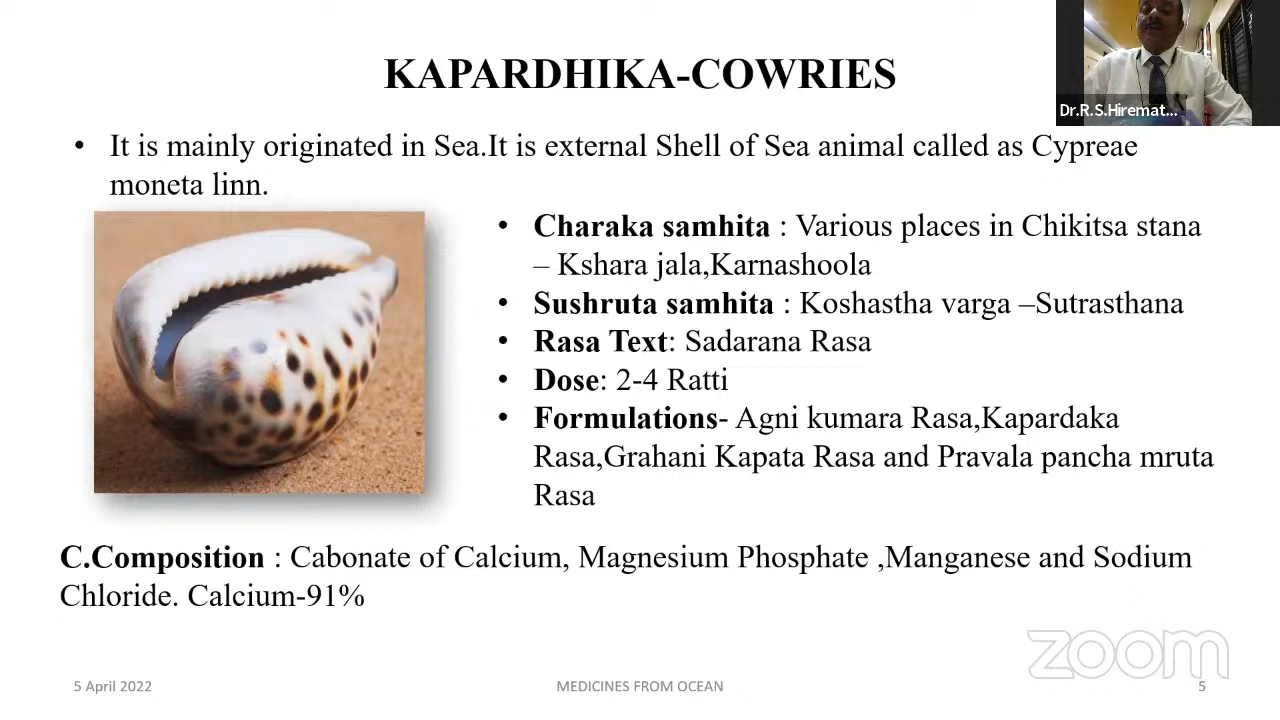 KAPARDHIKA-COWRIES
Dr.R.S.Hiremat...
• It is mainly originated in Sea.It is external Shell of Sea animal called as Cypreae
moneta linn.
• Charaka samhita : Various places in Chikitsa stana
– Kshara jala,Karnashoola
• Sushruta samhita : Koshastha varga –Sutrasthana
• Rasa Text: Sadarana Rasa
• Dose: 2-4 Ratti
• Formulations- Agni kumara Rasa,Kapardaka
Rasa,Grahani Kapata Rasa and Pravala pancha mruta
Rasa
C.Composition : Cabonate of Calcium, Magnesium Phosphate ,Manganese and Sodium
Chloride. Calcium-91%
zoom
5 April 2022
MEDICINES FROM OCEAN
5